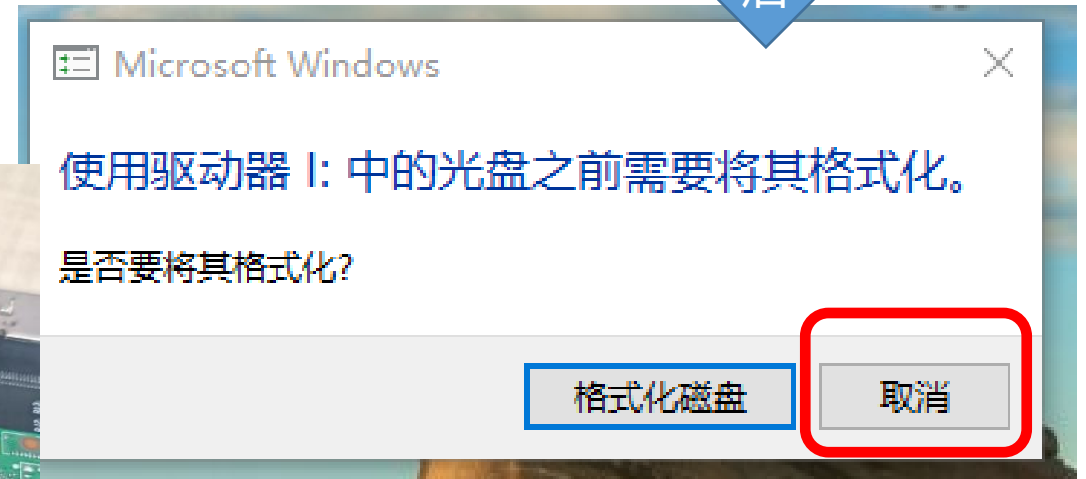 后
Microsoft Windows
使用驱动器 I: 中的光盘之前需要将其格式化。
是否要将其格式化?
格式化磁盘
取消